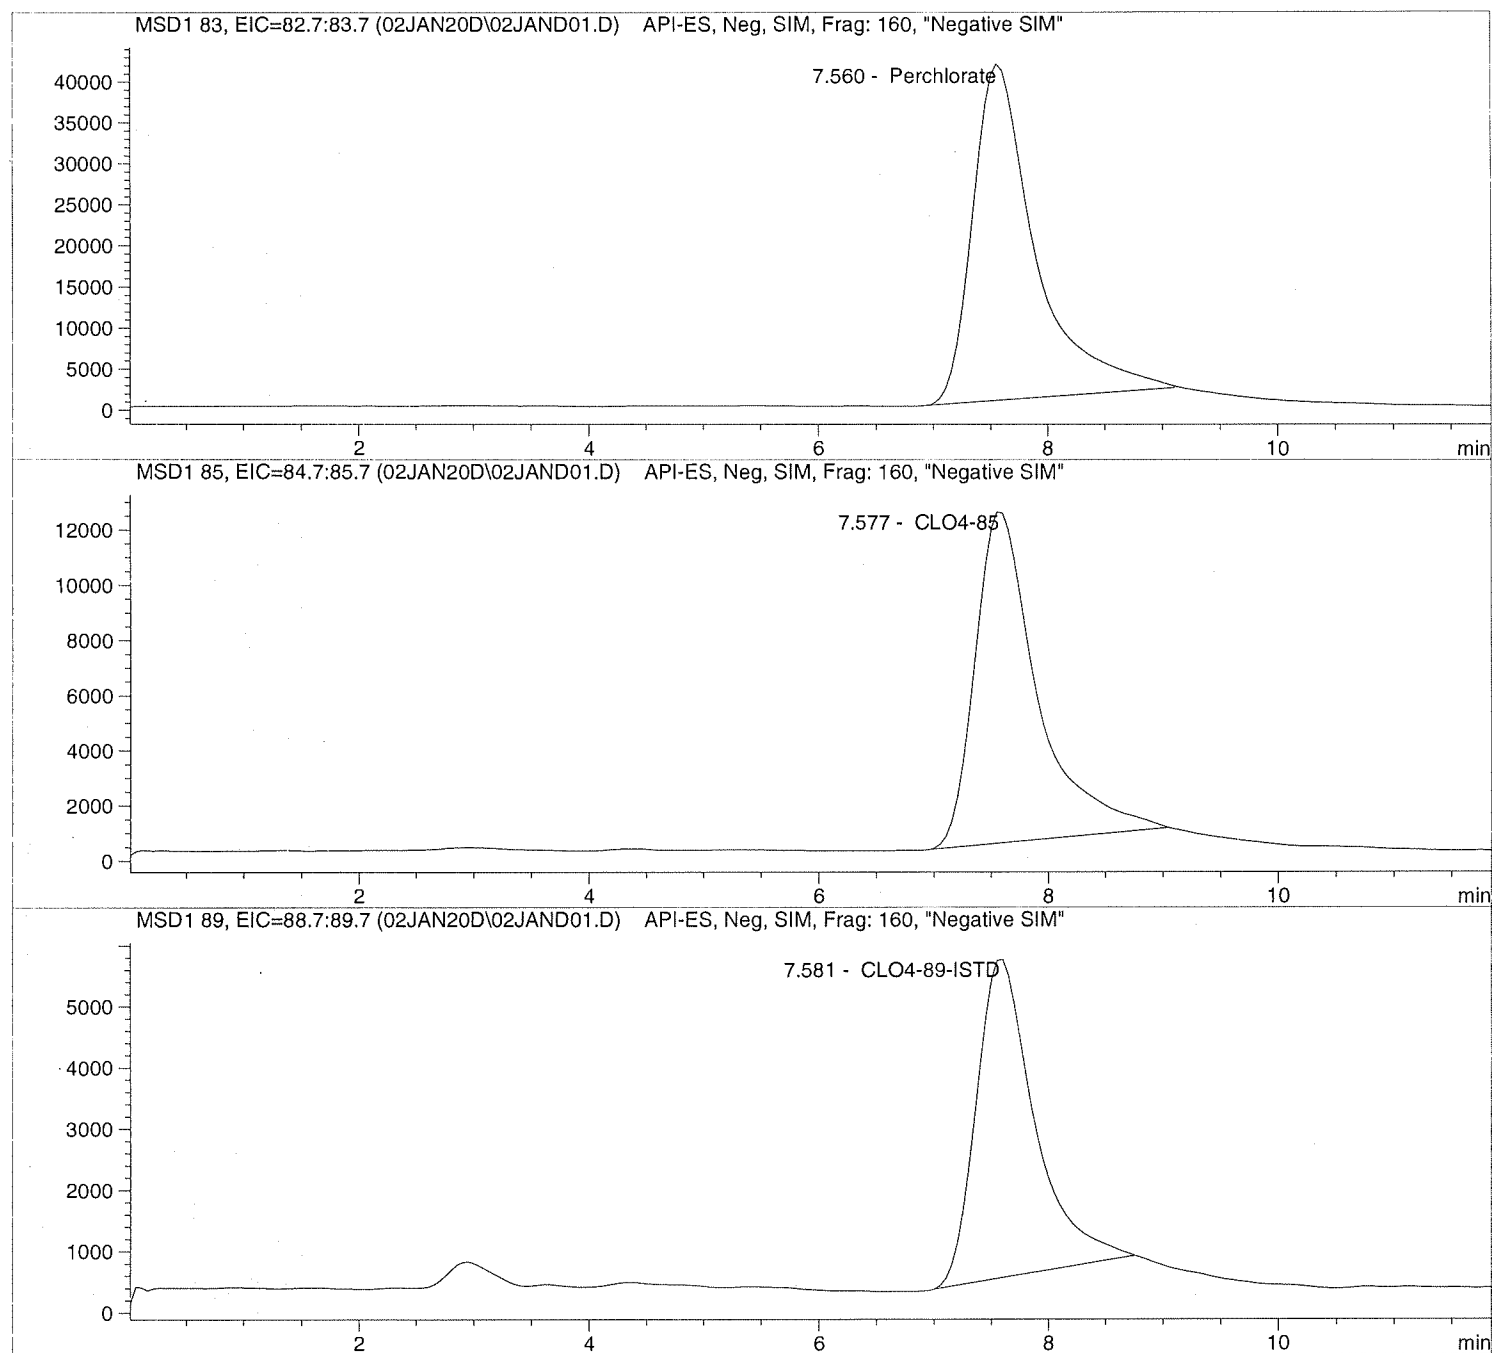 MSD1 83, EIC=82.7:83.7 (02JAN20D\02JAND01.D) API-ES, Neg, SIM, Frag: 160, "Negative SIM"
7.560 - Perchlorate
40000
35000
30000
25000
20000
15000
10000
5000
0
2 4 6 8 10 min
MSD1 85, EIC=84.7:85.7 (02JAN20D\02JAND01.D) API-ES, Neg, SIM, Frag: 160, "Negative SIM"
7.577 - CLO4-85
12000
10000
8000
6000
4000
2000
0
2 4 6 8 10 min
MSD1 89, EIC=88.7:89.7 (02JAN20D\02JAND01.D) API-ES, Neg, SIM, Frag: 160, "Negative SIM"
7.581 - CLO4-89-ISTD
5000
4000
3000
2000
1000
0
2 4 6 8 10 min